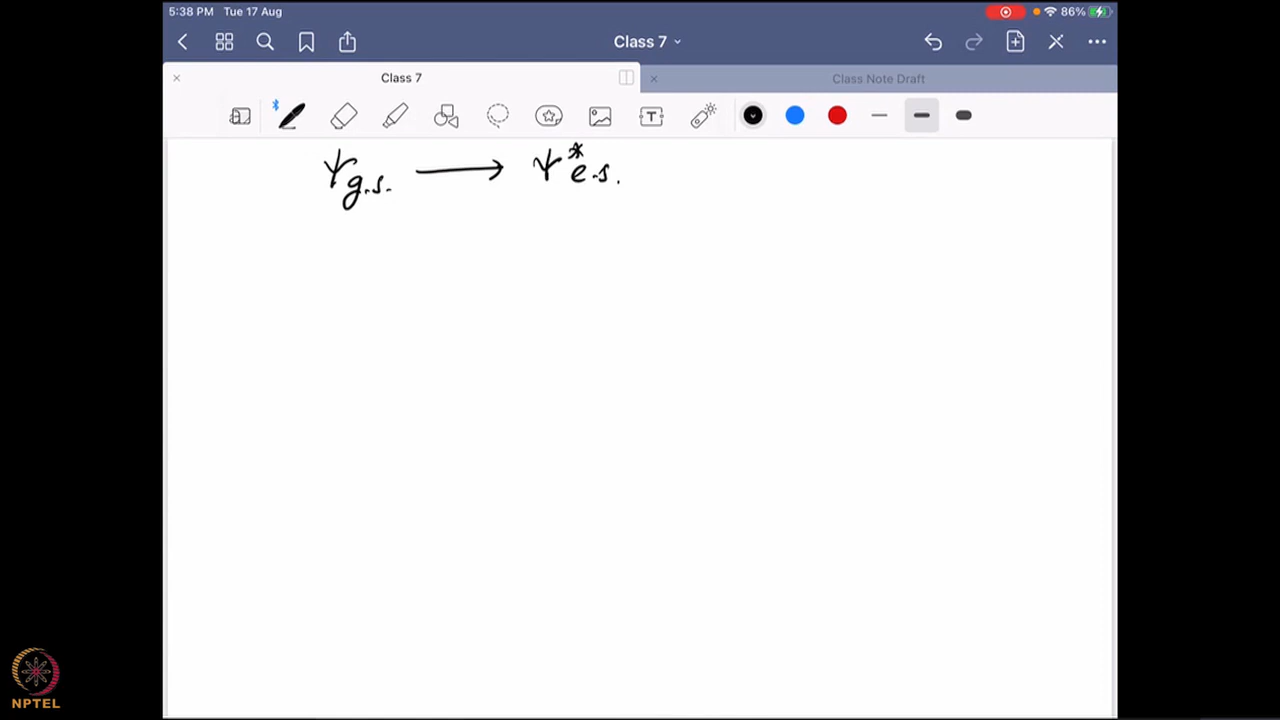 5:38 PM Tue 17 Aug 86%
Class 7
Class 7 Class Note Draft
T
Ψg.s. ⟶ Ψ*e.s.
NPTEL